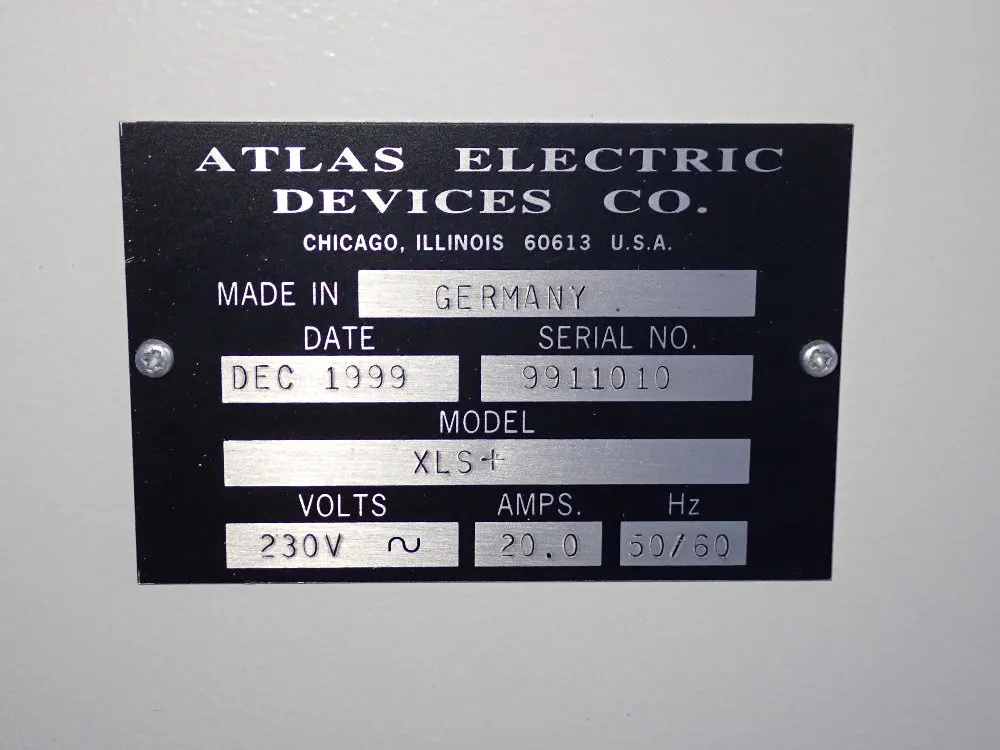 ATLAS ELECTRIC
DEVICES CO.
CHICAGO, ILLINOIS 60613 U.S.A.
MADE IN GERMANY
DATE SERIAL NO.
DEC 1999 9911010
MODEL
XLS+
VOLTS AMPS. Hz
230V ~ 20.0 50/60